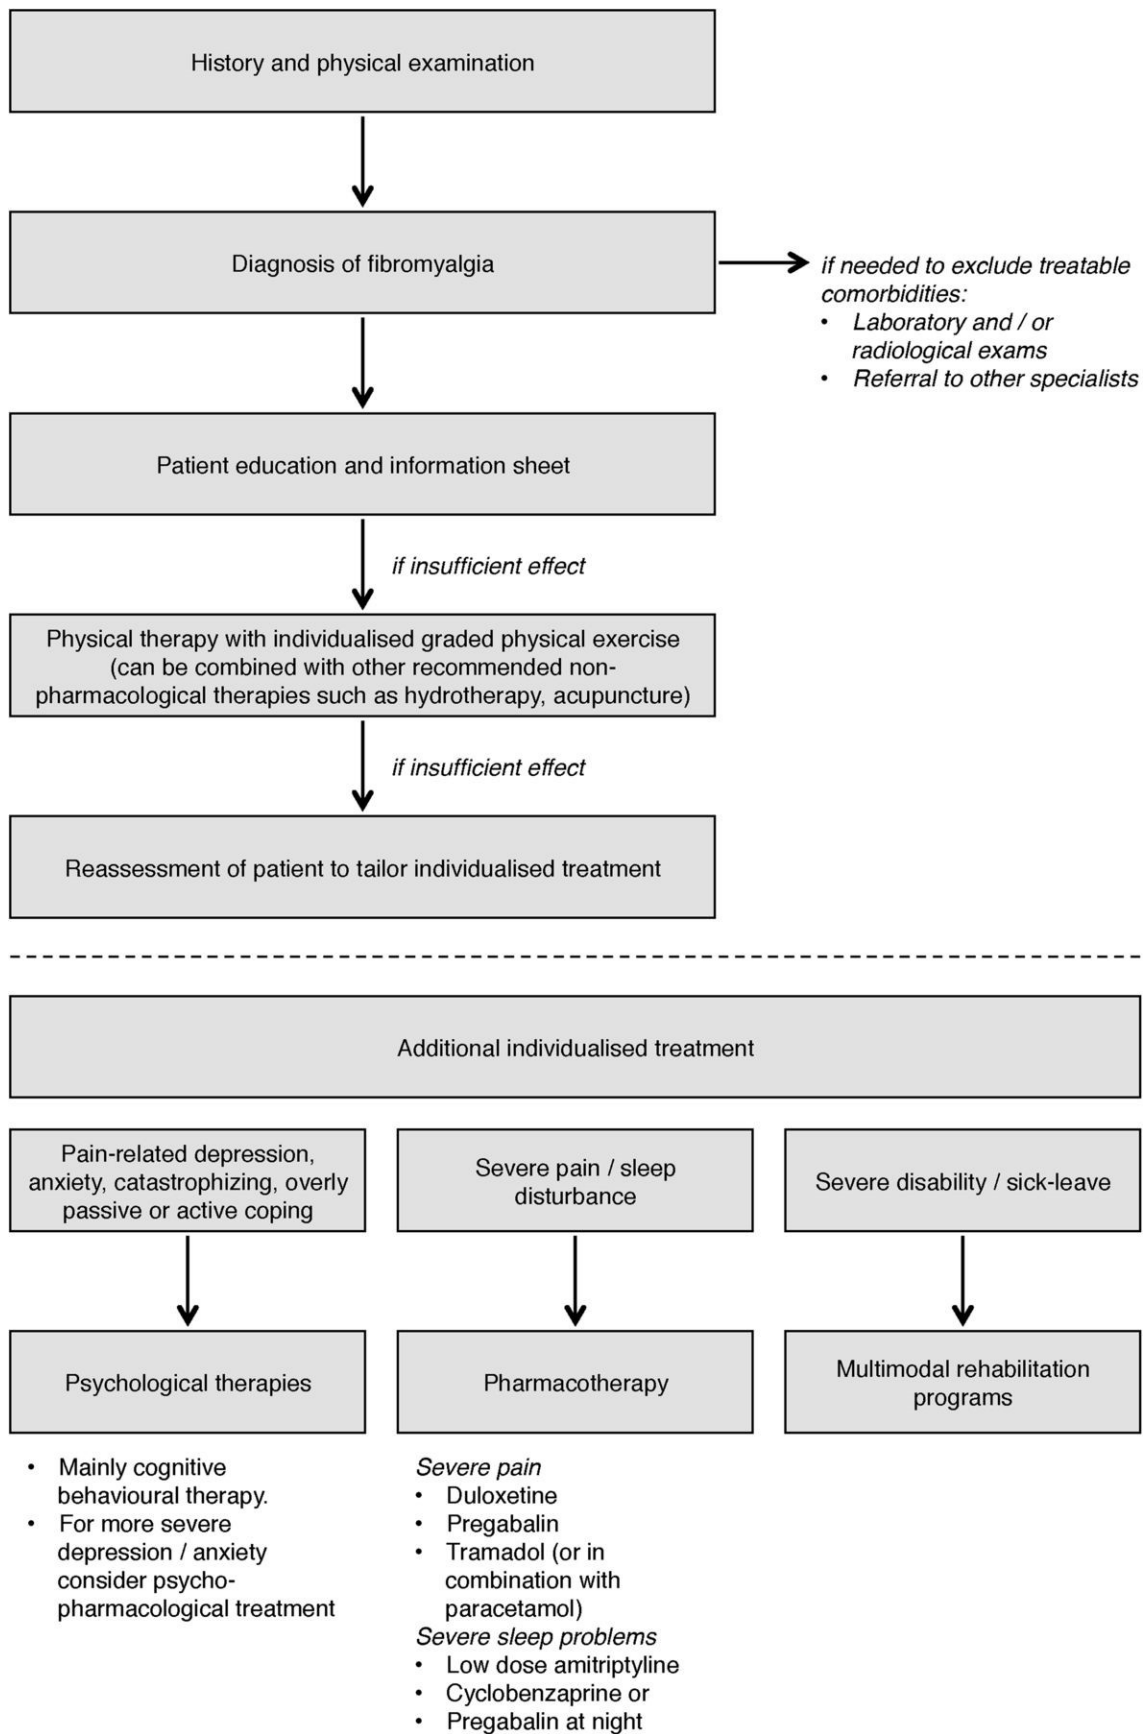 History and physical examination
Diagnosis of fibromyalgia
if needed to exclude treatable
comorbidities:
• Laboratory and / or
radiological exams
• Referral to other specialists
Patient education and information sheet
if insufficient effect
Physical therapy with individualised graded physical exercise
(can be combined with other recommended non-
pharmacological therapies such as hydrotherapy, acupuncture)
if insufficient effect
Reassessment of patient to tailor individualised treatment
Additional individualised treatment
Pain-related depression,
anxiety, catastrophizing, overly
passive or active coping
Severe pain / sleep
disturbance
Severe disability / sick-leave
Psychological therapies
Pharmacotherapy
Multimodal rehabilitation
programs
• Mainly cognitive
behavioural therapy.
• For more severe
depression / anxiety
consider psycho-
pharmacological treatment
Severe pain
• Duloxetine
• Pregabalin
• Tramadol (or in
combination with
paracetamol)
Severe sleep problems
• Low dose amitriptyline
• Cyclobenzaprine or
• Pregabalin at night